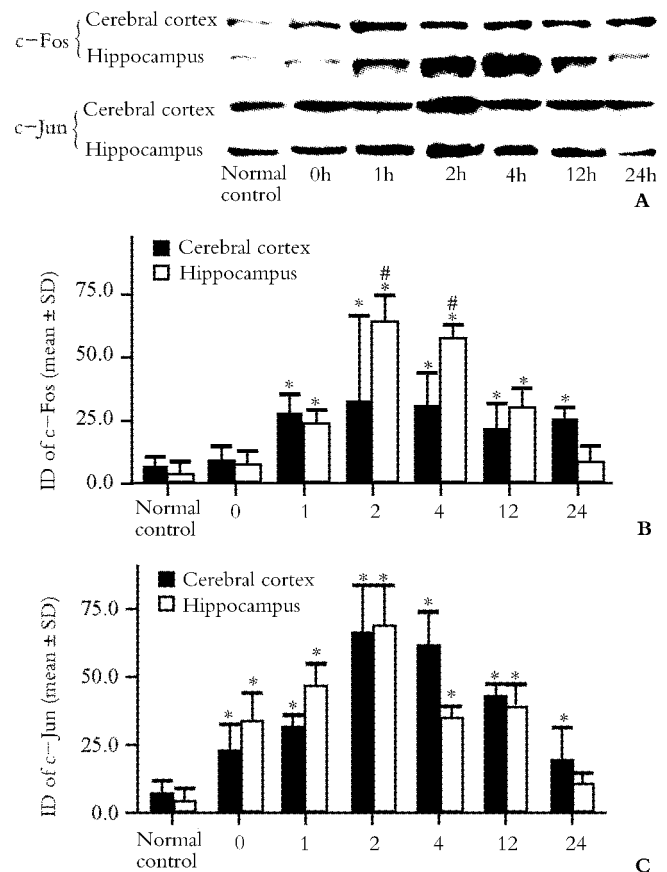 c-Fos { Cerebral cortex
Hippocampus
c-Jun { Cerebral cortex
Hippocampus
Normal control 0h 1h 2h 4h 12h 24h
A
Cerebral cortex
Hippocampus
ID of c-Fos (mean ± SD)
75.0
50.0
25.0
0.0
* * * # * * # * * * *
Normal control 0 1 2 4 12 24
B
Cerebral cortex
Hippocampus
ID of c-Jun (mean ± SD)
75.0
50.0
25.0
0.0
* * * * * * * * * * *
Normal control 0 1 2 4 12 24
C